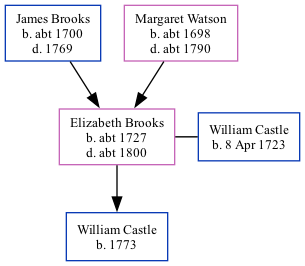 James Brooks
b. abt 1700
d. 1769
Margaret Watson
b. abt 1698
d. abt 1790
Elizabeth Brooks
b. abt 1727
d. abt 1800
William Castle
b. 8 Apr 1723
William Castle
b. 1773